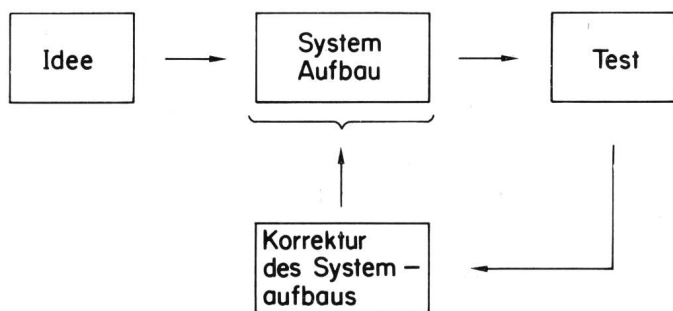 Idee
System
Aufbau
Test
Korrektur
des System –
aufbaus